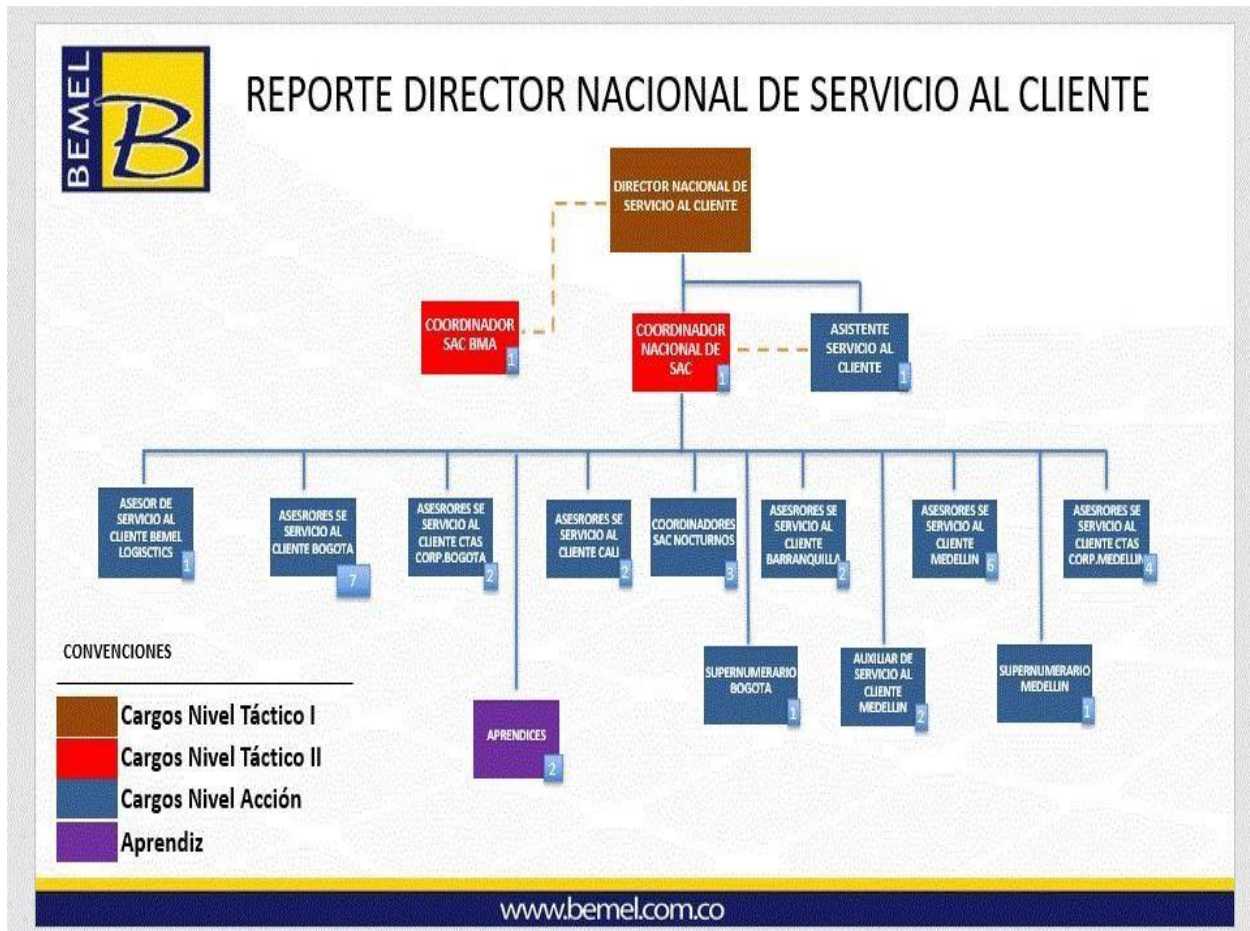 BEMEL
B
REPORTE DIRECTOR NACIONAL DE SERVICIO AL CLIENTE
DIRECTOR NACIONAL DE
SERVICIO AL CLIENTE
COORDINADOR
SAC BMA
1
COORDINADOR
NACIONAL DE
SAC
1
ASISTENTE
SERVICIO AL
CLIENTE
1
ASESOR DE
SERVICIO AL
CLIENTE BEMEL
LOGISCTICS
1
ASESRORES SE
SERVICIO AL
CLIENTE BOGOTA
7
ASESRORES SE
SERVICIO AL
CLIENTE CTAS
CORP.BOGOTA
2
ASESRORES SE
SERVICIO AL
CLIENTE CALI
2
COORDINADORES
SAC NOCTURNOS
3
ASESRORES SE
SERVICIO AL
CLIENTE
BARRANQUILLA
2
ASESRORES SE
SERVICIO AL
CLIENTE
MEDELLIN
6
ASESRORES SE
SERVICIO AL
CLIENTE CTAS
CORP.MEDELLIN
4
APRENDICES
2
SUPERNUMERARIO
BOGOTA
1
AUXILIAR DE
SERVICIO AL
CLIENTE
MEDELLIN
2
SUPERNUMERARIO
MEDELLIN
1
CONVENCIONES
Cargos Nivel Táctico I
Cargos Nivel Táctico II
Cargos Nivel Acción
Aprendiz
www.bemel.com.co